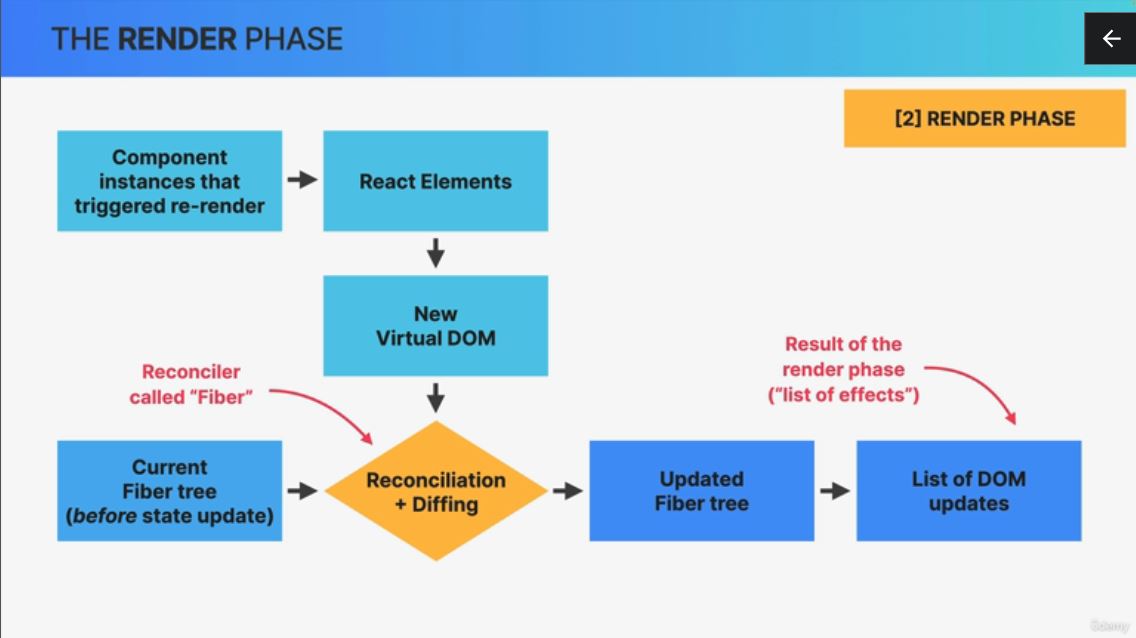 THE RENDER PHASE
[2] RENDER PHASE
Component
instances that
triggered re-render
React Elements
New
Virtual DOM
Reconciler
called “Fiber”
Result of the
render phase
(“list of effects”)
Current
Fiber tree
(before state update)
Reconciliation
+ Diffing
Updated
Fiber tree
List of DOM
updates
Udemy